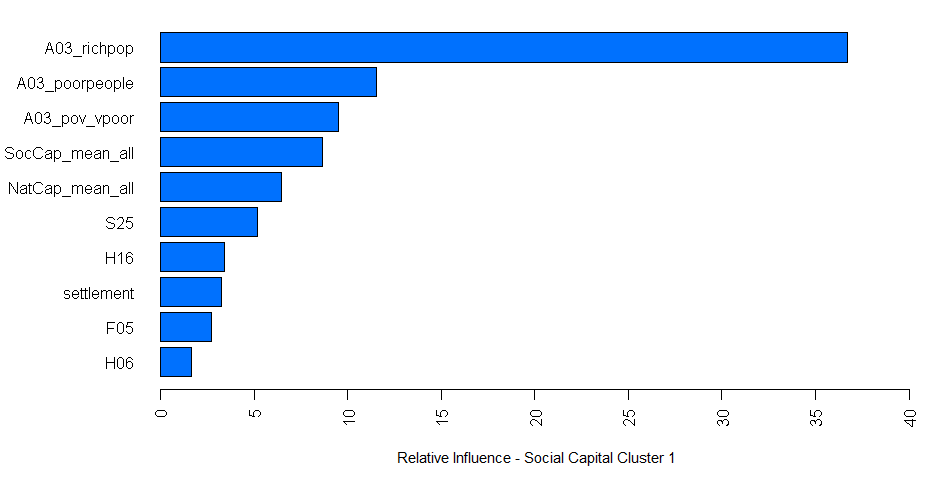 A03_richpop
A03_poorpeople
A03_pov_vpoor
SocCap_mean_all
NatCap_mean_all
S25
H16
settlement
F05
H06
0 5 10 15 20 25 30 35 40
Relative Influence - Social Capital Cluster 1